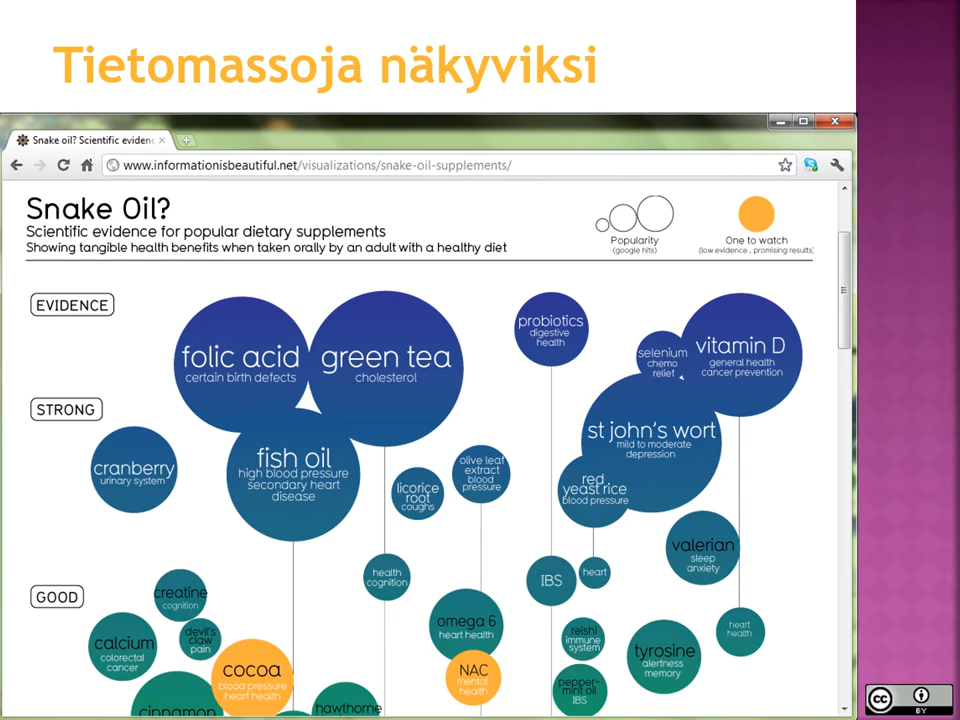 Tietomassoja näkyviksi
Snake oil? Scientific evidenc
www.informationisbeautiful.net/visualizations/snake-oil-supplements/
Snake Oil?
Scientific evidence for popular dietary supplements
Showing tangible health benefits when taken orally by an adult with a healthy diet
Popularity
(google hits)
One to watch
(low evidence , promising results)
EVIDENCE
folic acid
certain birth defects
green tea
cholesterol
probiotics
digestive
health
selenium
chemo
relief
vitamin D
general health
cancer prevention
STRONG
cranberry
urinary system
fish oil
high blood pressure
secondary heart
disease
licorice
root
coughs
olive leaf
extract
blood
pressure
st john's wort
mild to moderate
depression
red
yeast rice
blood pressure
valerian
sleep
anxiety
health
cognition
IBS
heart
GOOD
creatine
cognition
calcium
colorectal
cancer
devil's
claw
pain
cocoa
blood pressure
heart health
omega 6
heart health
NAC
mental
health
reishi
immune
system
pepper-
mint oil
IBS
tyrosine
alertness
memory
heart
health
cinnamon
hawthorne
cc
BY